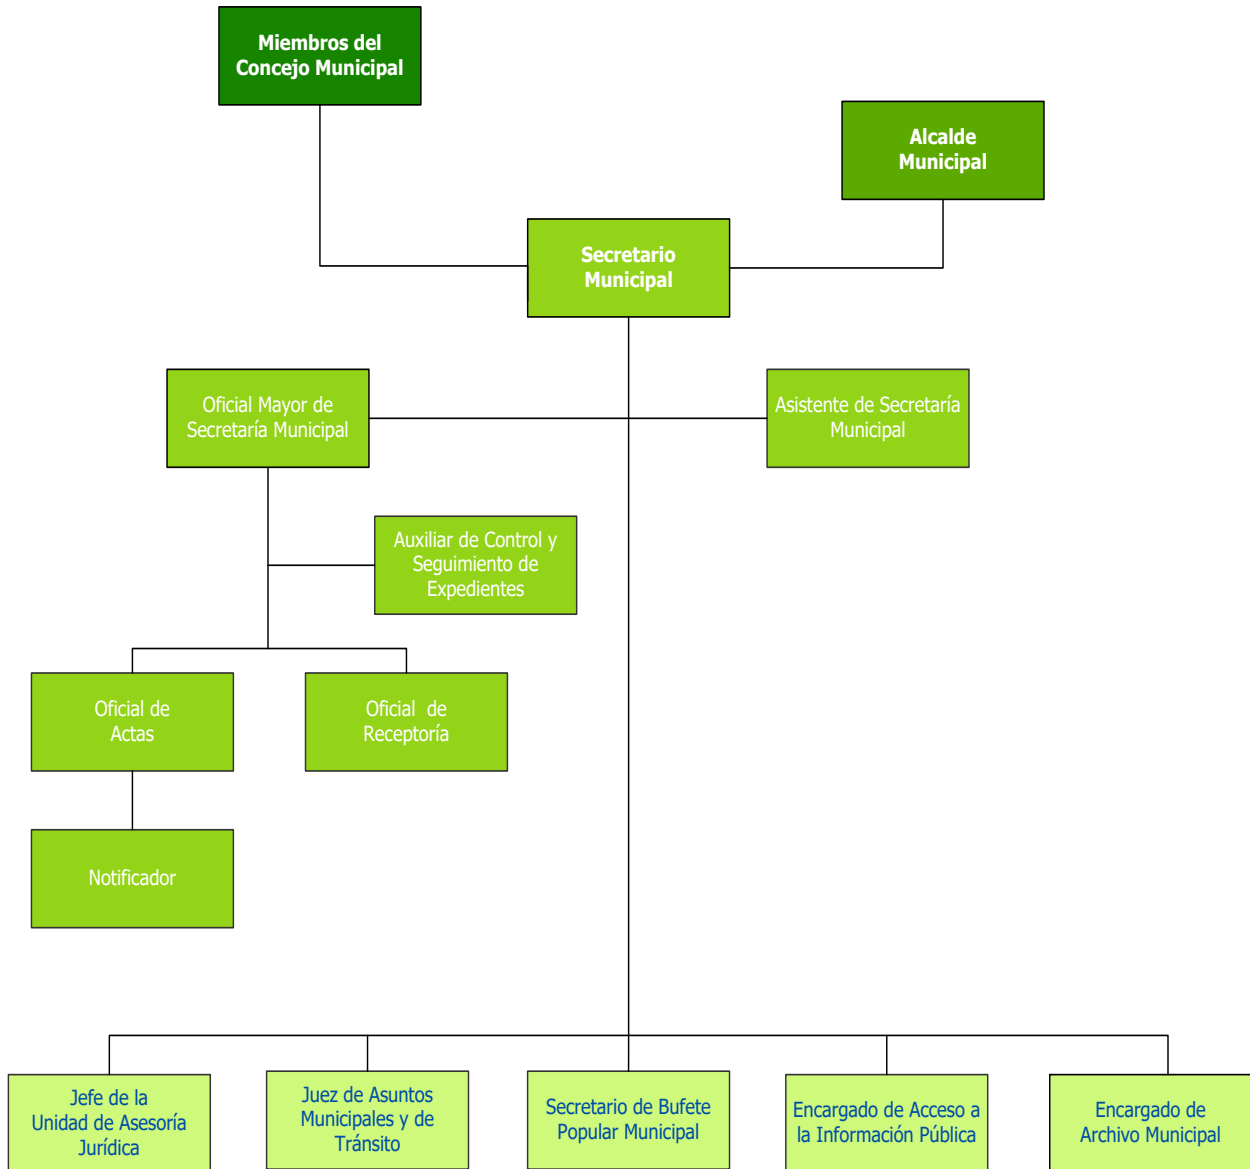 Miembros del
Concejo Municipal
Alcalde
Municipal
Secretario
Municipal
Oficial Mayor de
Secretaría Municipal
Asistente de Secretaría
Municipal
Auxiliar de Control y
Seguimiento de
Expedientes
Oficial de
Actas
Oficial de
Receptoría
Notificador
Jefe de la
Unidad de Asesoría
Jurídica
Juez de Asuntos
Municipales y de
Tránsito
Secretario de Bufete
Popular Municipal
Encargado de Acceso a
la Información Pública
Encargado de
Archivo Municipal